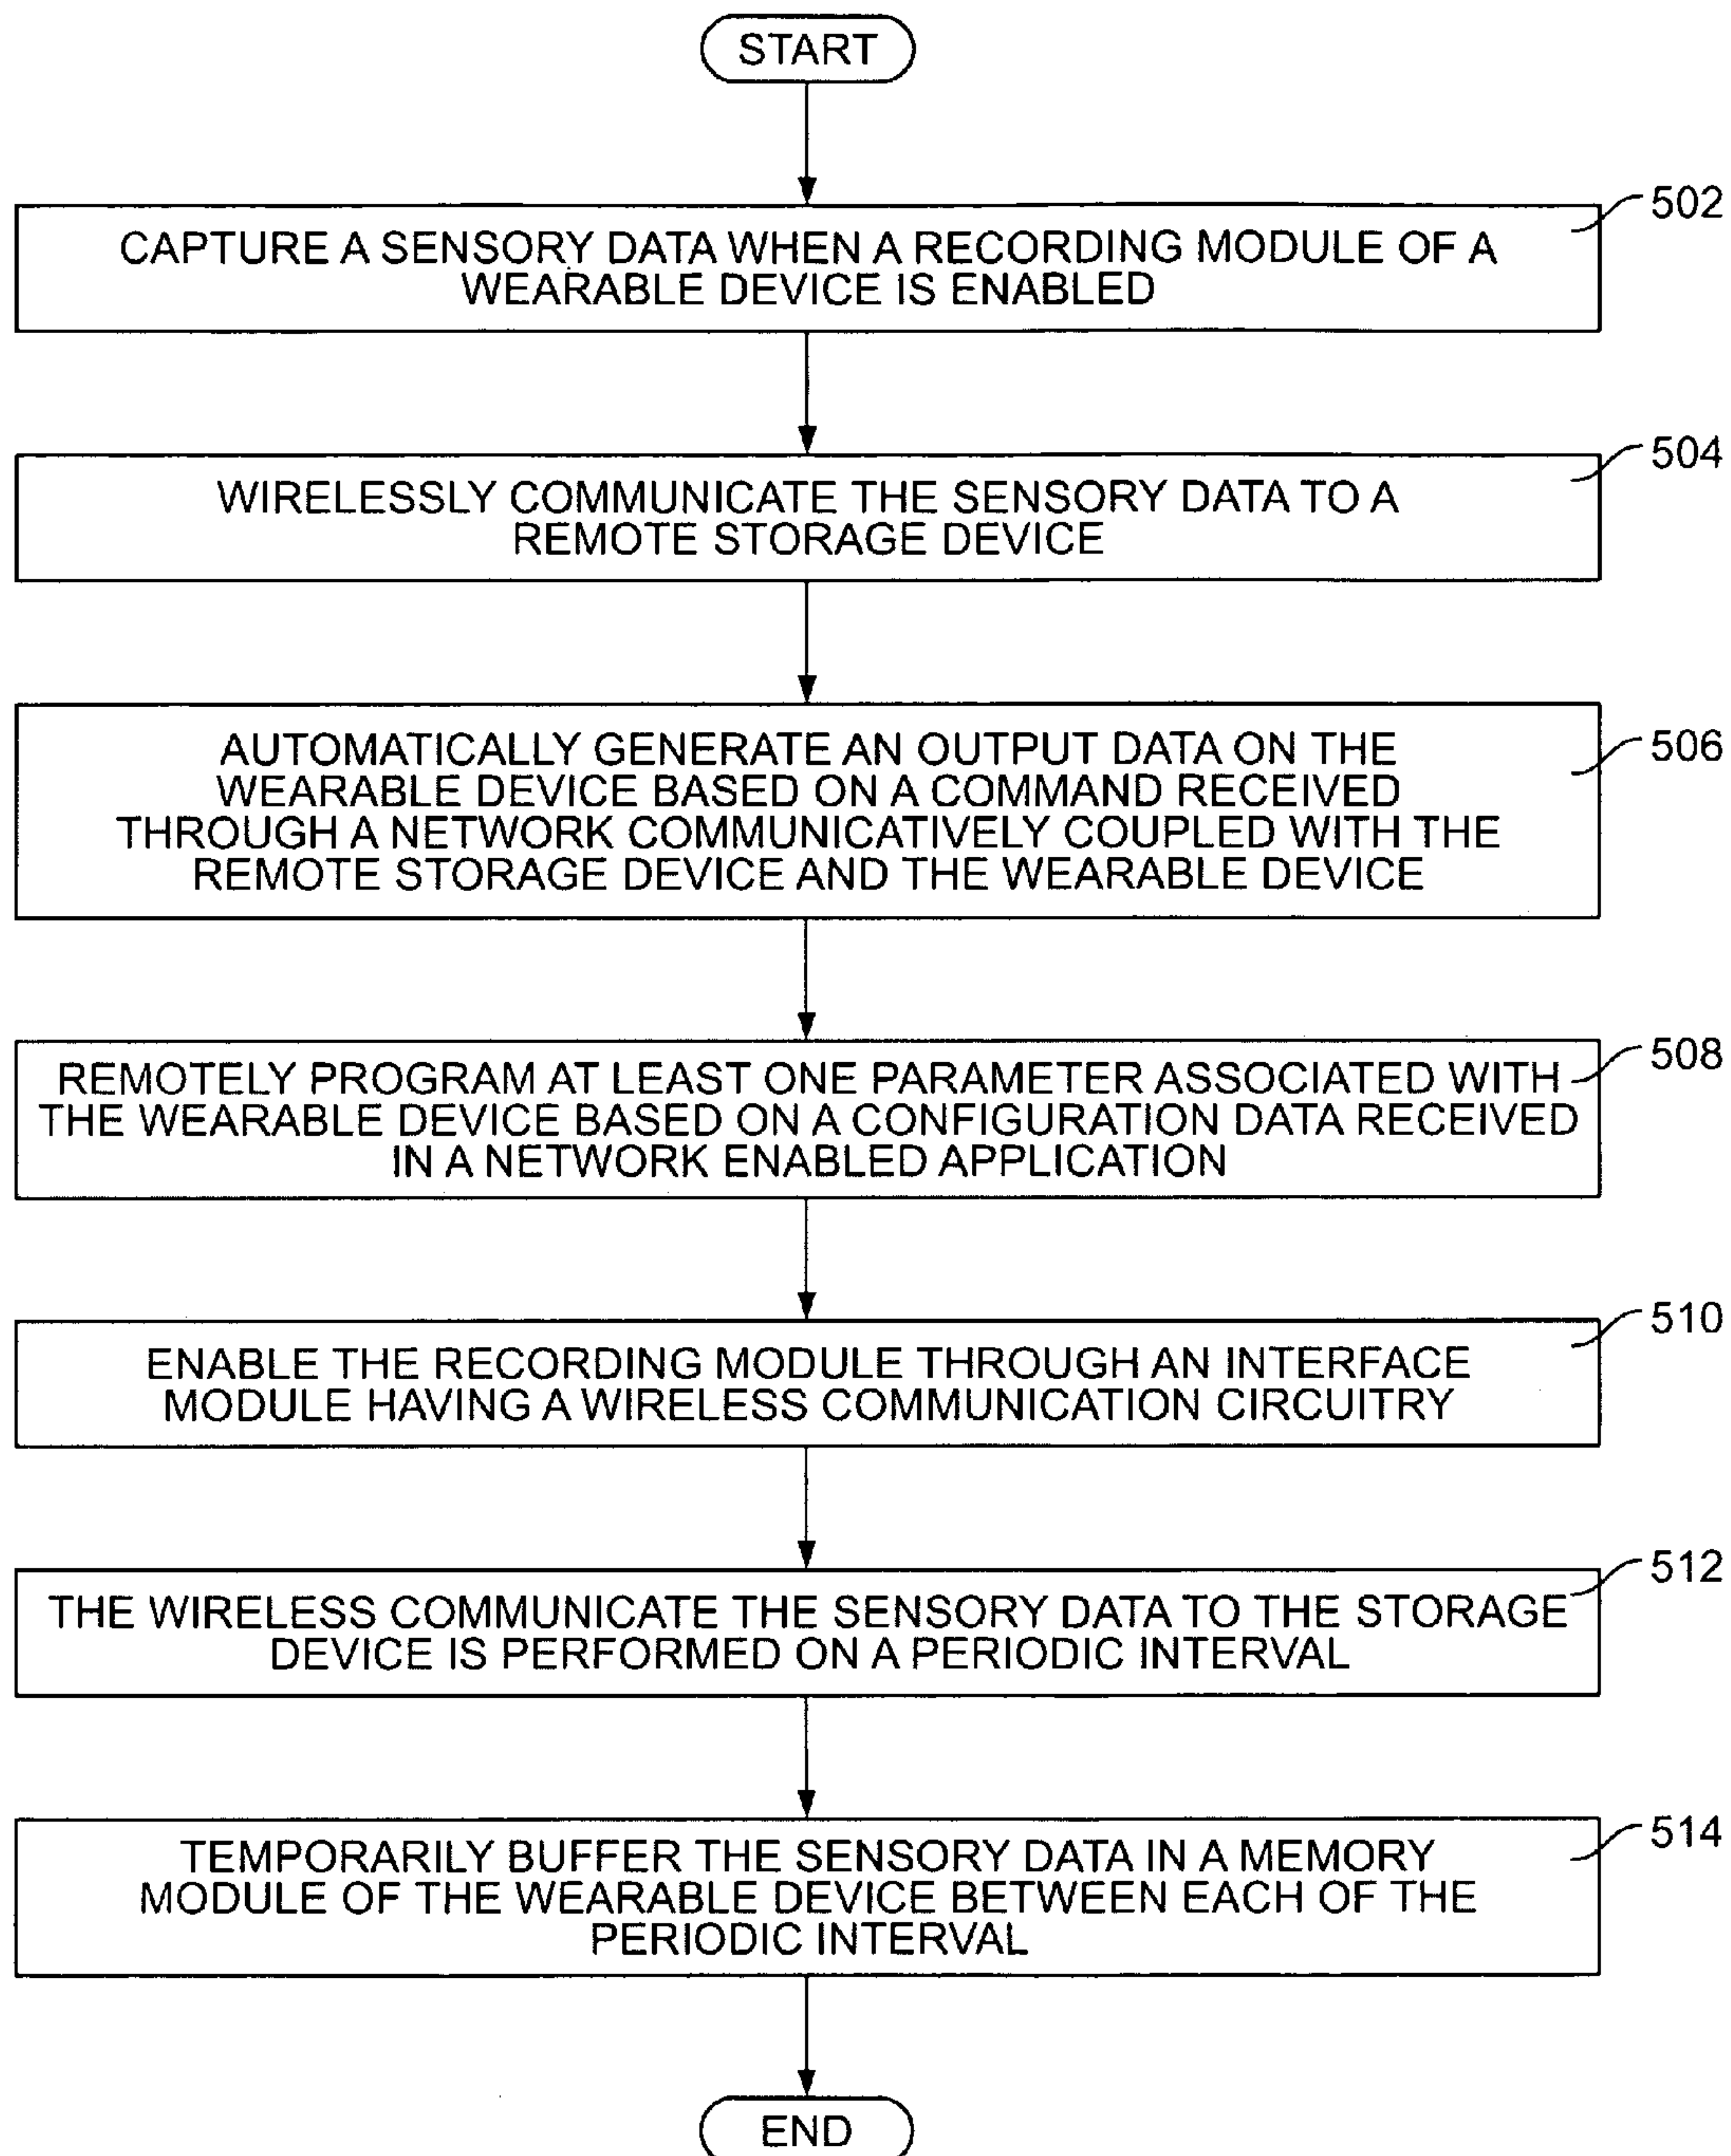 START
502
CAPTURE A SENSORY DATA WHEN A RECORDING MODULE OF A
WEARABLE DEVICE IS ENABLED
504
WIRELESSLY COMMUNICATE THE SENSORY DATA TO A
REMOTE STORAGE DEVICE
506
AUTOMATICALLY GENERATE AN OUTPUT DATA ON THE
WEARABLE DEVICE BASED ON A COMMAND RECEIVED
THROUGH A NETWORK COMMUNICATIVELY COUPLED WITH THE
REMOTE STORAGE DEVICE AND THE WEARABLE DEVICE
508
REMOTELY PROGRAM AT LEAST ONE PARAMETER ASSOCIATED WITH
THE WEARABLE DEVICE BASED ON A CONFIGURATION DATA RECEIVED
IN A NETWORK ENABLED APPLICATION
510
ENABLE THE RECORDING MODULE THROUGH AN INTERFACE
MODULE HAVING A WIRELESS COMMUNICATION CIRCUITRY
512
THE WIRELESS COMMUNICATE THE SENSORY DATA TO THE STORAGE
DEVICE IS PERFORMED ON A PERIODIC INTERVAL
514
TEMPORARILY BUFFER THE SENSORY DATA IN A MEMORY
MODULE OF THE WEARABLE DEVICE BETWEEN EACH OF THE
PERIODIC INTERVAL
END